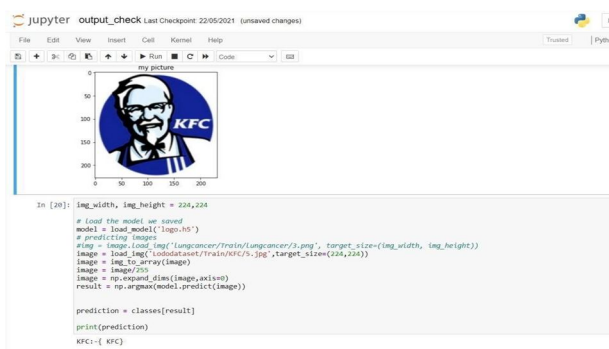 jupyter output_check Last Checkpoint: 22/05/2021 (unsaved changes)
File Edit View Insert Cell Kernel Help
Trusted Pyth
Run Code
my picture
0
50
100
150
200
KFC
0 50 100 150 200
In [20]: img_width, img_height = 224,224
# load the model we saved
model = load_model('logo.h5')
# predicting images
#img = image.load_img('lungcancer/Train/lungcancer/3.png', target_size=(img_width, img_height))
image = load_img('Lododataset/Train/KFC/5.jpg',target_size=(224,224))
image = img_to_array(image)
image = image/255
image = np.expand_dims(image,axis=0)
result = np.argmax(model.predict(image))
prediction = classes[result]
print(prediction)
KFC:-{ KFC}